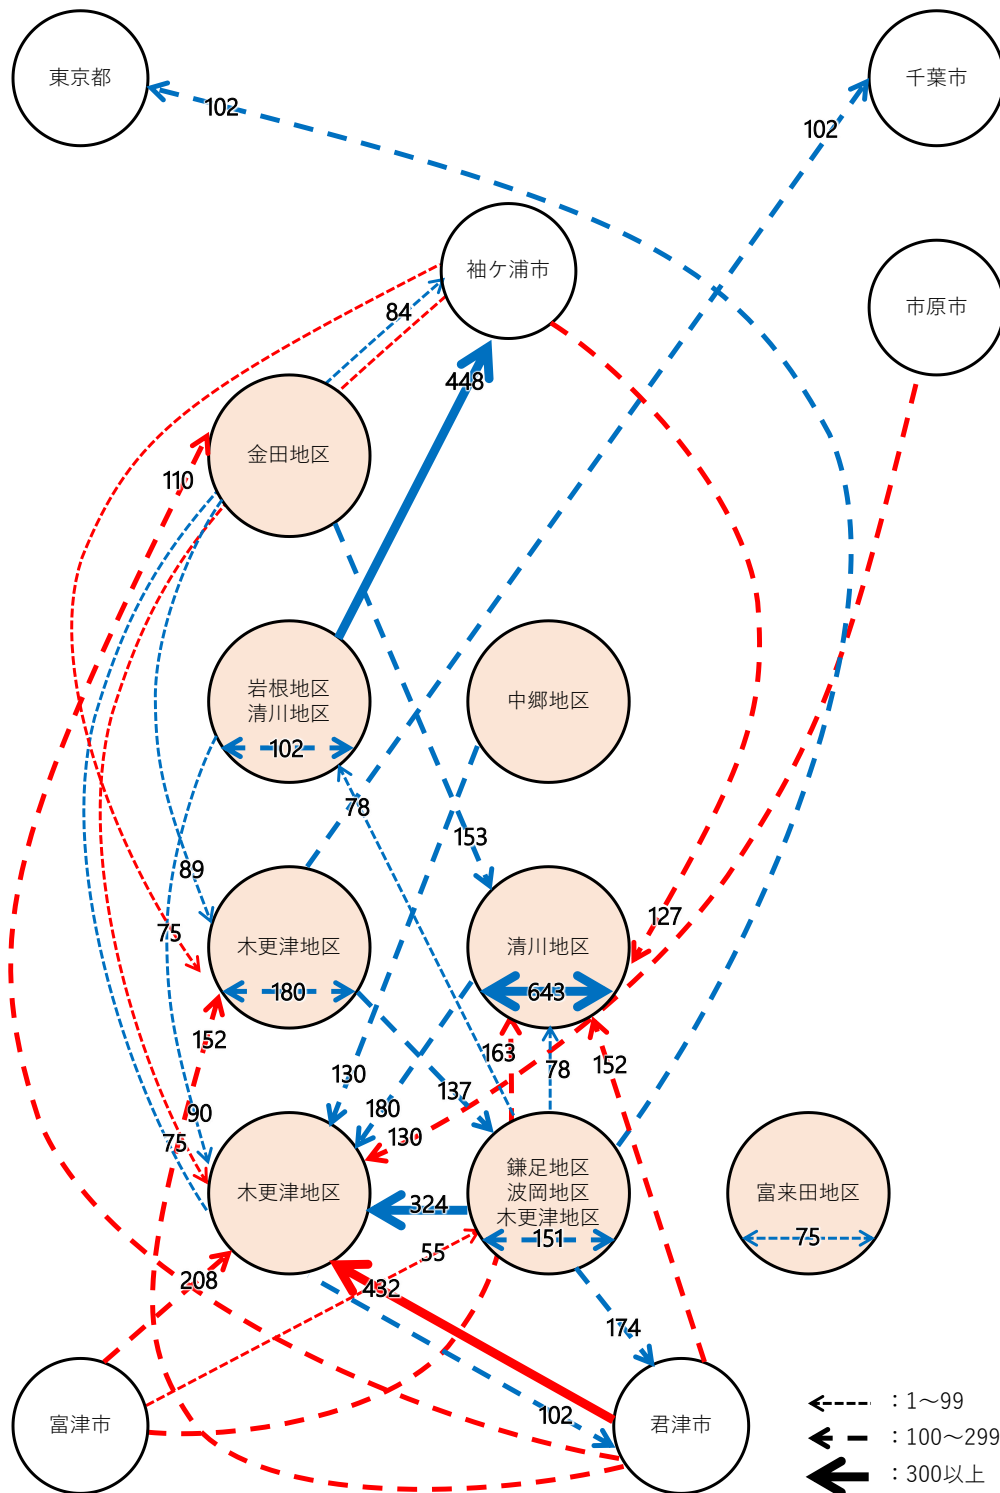 東京都
千葉市
102
102
袖ケ浦市
市原市
84
448
金田地区
110
岩根地区
清川地区
102
中郷地区
78
153
89
75
木更津地区
180
清川地区
643
127
152
163
78
152
130
137
180
130
90
75
木更津地区
324
鎌足地区
波岡地区
木更津地区
151
富来田地区
75
55
208
432
174
富津市
102
君津市
：1～99
：100～299
：300以上